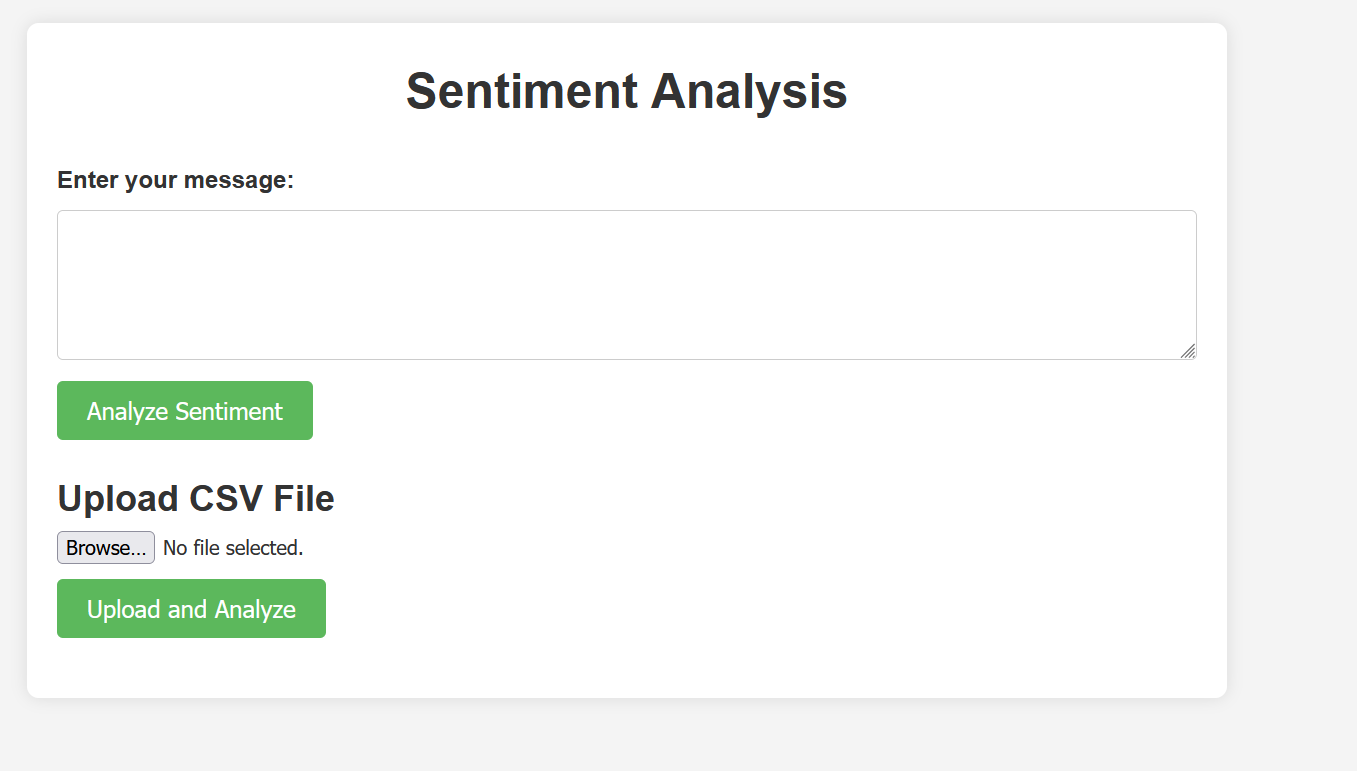 Sentiment Analysis
Enter your message:
Analyze Sentiment
Upload CSV File
Browse... No file selected.
Upload and Analyze